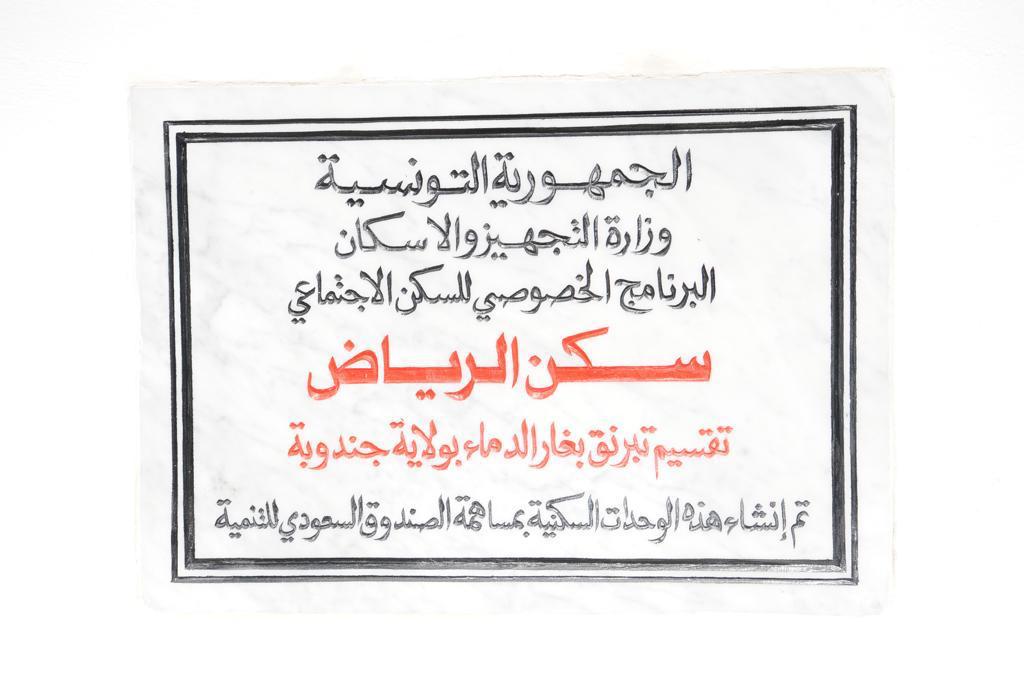 الجمهورية التونسية
وزارة التجهيز والاسكان
البرنامج الخصوصي للسكن الاجتماعي
سكن الرياض
تقسيم تبرنق بغار الدماء بولاية جندوبة
تم إنشاء هذه الوحدات السكنية بمساهمة الصندوق السعودي للتنمية